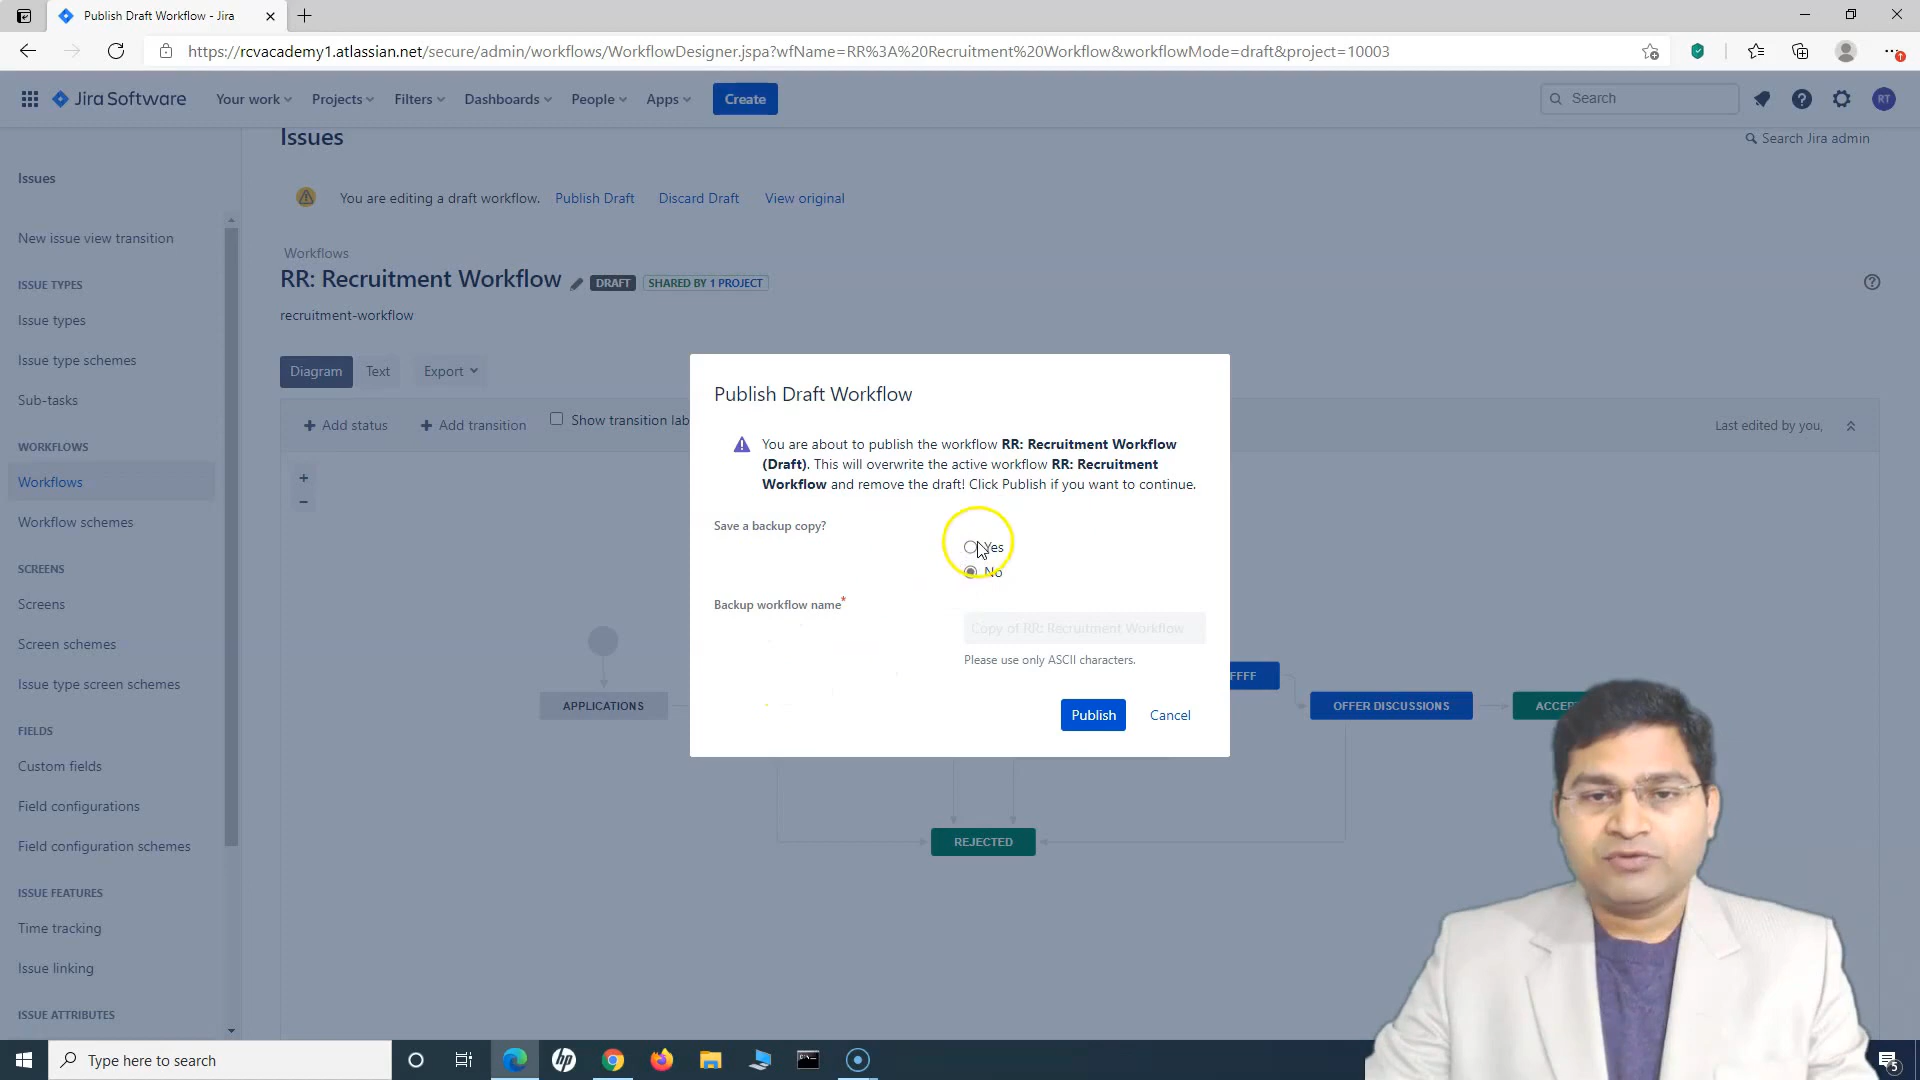 Publish Draft Workflow - Jira
https://rcvacademy1.atlassian.net/secure/admin/workflows/WorkflowDesigner.jspa?wfName=RR%3A%20Recruitment%20Workflow&workflowMode=draft&project=10003
Jira Software
Your work
Projects
Filters
Dashboards
People
Apps
Create
Search
RT
Issues
Search Jira admin
Issues
You are editing a draft workflow. Publish Draft Discard Draft View original
New issue view transition
Workflows
RR: Recruitment Workflow DRAFT SHARED BY 1 PROJECT
ISSUE TYPES
recruitment-workflow
Issue types
Issue type schemes
Diagram Text Export
Sub-tasks
Add status Add transition Show transition lab
Last edited by you,
WORKFLOWS
Workflows
Workflow schemes
SCREENS
Screens
Screen schemes
Issue type screen schemes
FIELDS
Custom fields
Field configurations
Field configuration schemes
ISSUE FEATURES
Time tracking
Issue linking
ISSUE ATTRIBUTES
Publish Draft Workflow
You are about to publish the workflow RR: Recruitment Workflow
(Draft). This will overwrite the active workflow RR: Recruitment
Workflow and remove the draft! Click Publish if you want to continue.
Save a backup copy?
Yes
No
Backup workflow name*
Copy of RR: Recruitment Workflow
Please use only ASCII characters.
Publish Cancel
APPLICATIONS
FFFF
OFFER DISCUSSIONS
ACCEP
REJECTED
Type here to search
hp
5